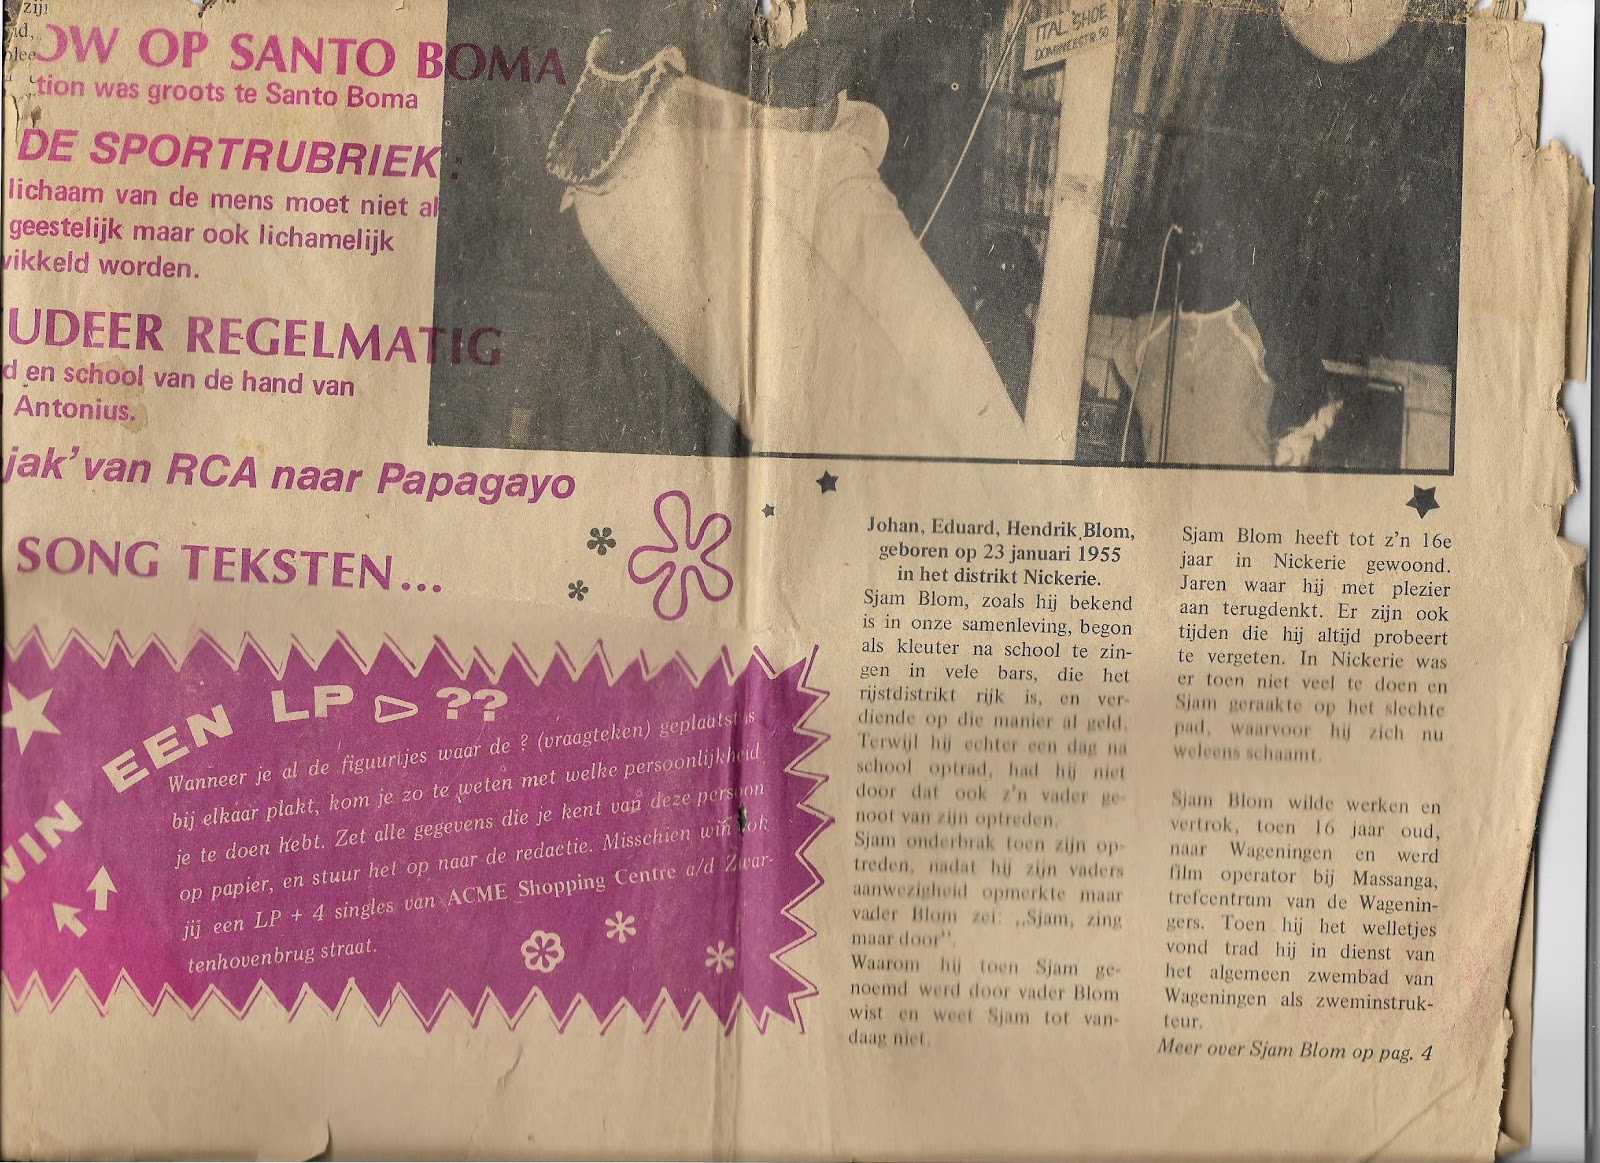 zijn
OW OP SANTO BOMA
tion was groots te Santo Boma
DE SPORTRUBRIEK :
lichaam van de mens moet niet al
geestelijk maar ook lichamelijk
wikkeld worden.
UDEER REGELMATIG
d en school van de hand van
Antonius.
jak' van RCA naar Papagayo
SONG TEKSTEN...
ITAL SHOE
DOMINEESTR. 50
WIN EEN LP ??
Wanneer je al de figuurtjes waar de ? (vraagteken) geplaatst is
bij elkaar plakt, kom je zo te weten met welke persoonlijkheid
je te doen hebt. Zet alle gegevens die je kent van deze persoon
op papier, en stuur het op naar de redactie. Misschien win ook
jij een LP + 4 singles van ACME Shopping Centre a/d Zwar-
tenhovenbrug straat.
Johan, Eduard, Hendrik Blom,
geboren op 23 januari 1955
in het distrikt Nickerie.
Sjam Blom, zoals hij bekend
is in onze samenleving, begon
als kleuter na school te zin-
gen in vele bars, die het
rijstdistrikt rijk is, en ver-
diende op die manier al geld.
Terwijl hij echter een dag na
school optrad, had hij niet
door dat ook z'n vader ge-
noot van zijn optreden.
Sjam onderbrak toen zijn op-
treden, nadat hij zijn vaders
aanwezigheid opmerkte maar
vader Blom zei: „Sjam, zing
maar door".
Waarom hij toen Sjam ge-
noemd werd door vader Blom
wist en weet Sjam tot van-
daag niet.
Sjam Blom heeft tot z'n 16e
jaar in Nickerie gewoond.
Jaren waar hij met plezier
aan terugdenkt. Er zijn ook
tijden die hij altijd probeert
te vergeten. In Nickerie was
er toen niet veel te doen en
Sjam geraakte op het slechte
pad, waarvoor hij zich nu
weleens schaamt.
Sjam Blom wilde werken en
vertrok, toen 16 jaar oud,
naar Wageningen en werd
film operator bij Massanga,
trefcentrum van de Wagenin-
gers. Toen hij het welletjes
vond trad hij in dienst van
het algemeen zwembad van
Wageningen als zweminstruk-
teur.
Meer over Sjam Blom op pag. 4